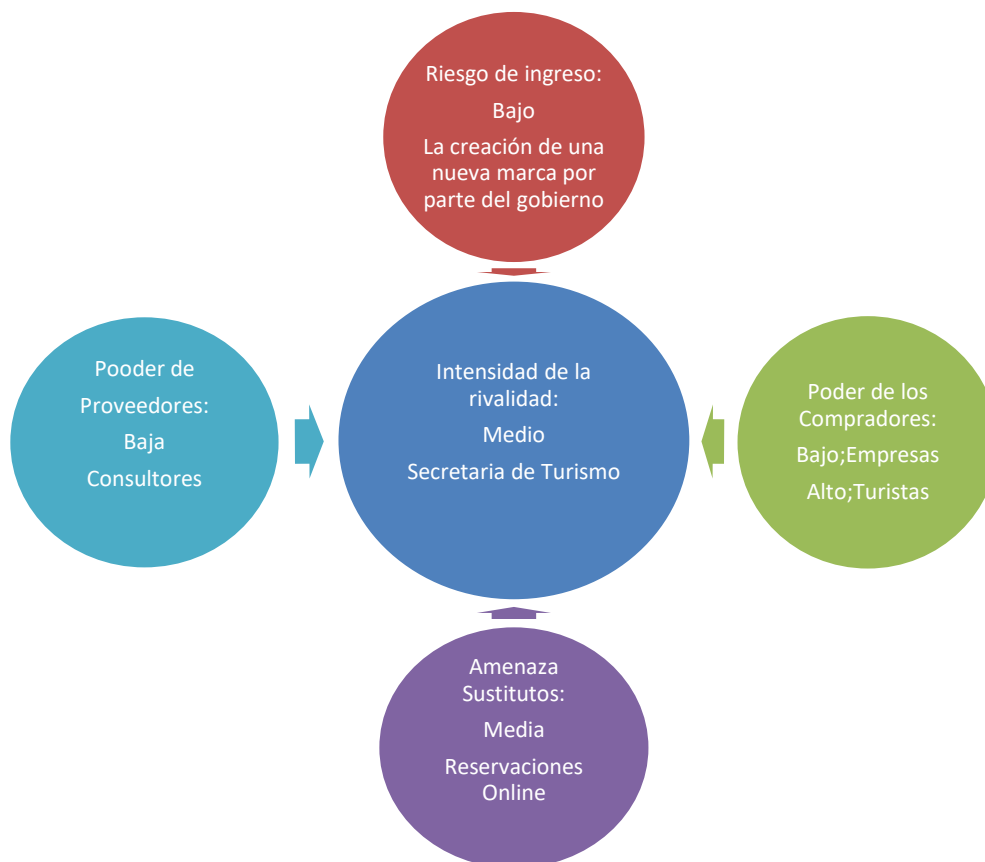 Riesgo de ingreso:
Bajo
La creación de una
nueva marca por
parte del gobierno
Pooder de
Proveedores:
Baja
Consultores
Intensidad de la
rivalidad:
Medio
Secretaria de Turismo
Poder de los
Compradores:
Bajo;Empresas
Alto;Turistas
Amenaza
Sustitutos:
Media
Reservaciones
Online